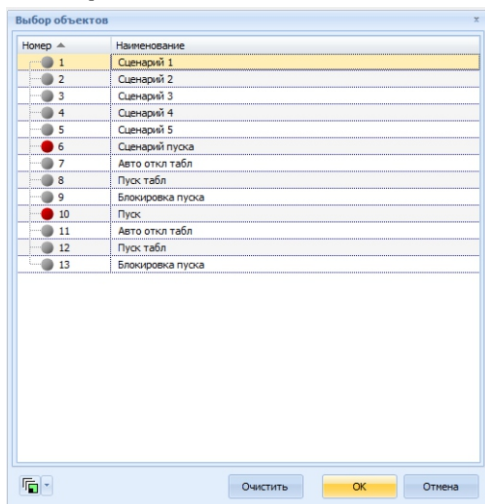 Выбор объектов
Номер Наименование
1 Сценарий 1
2 Сценарий 2
3 Сценарий 3
4 Сценарий 4
5 Сценарий 5
6 Сценарий пуска
7 Авто откл табл
8 Пуск табл
9 Блокировка пуска
10 Пуск
11 Авто откл табл
12 Пуск табл
13 Блокировка пуска
Очистить ОК Отмена